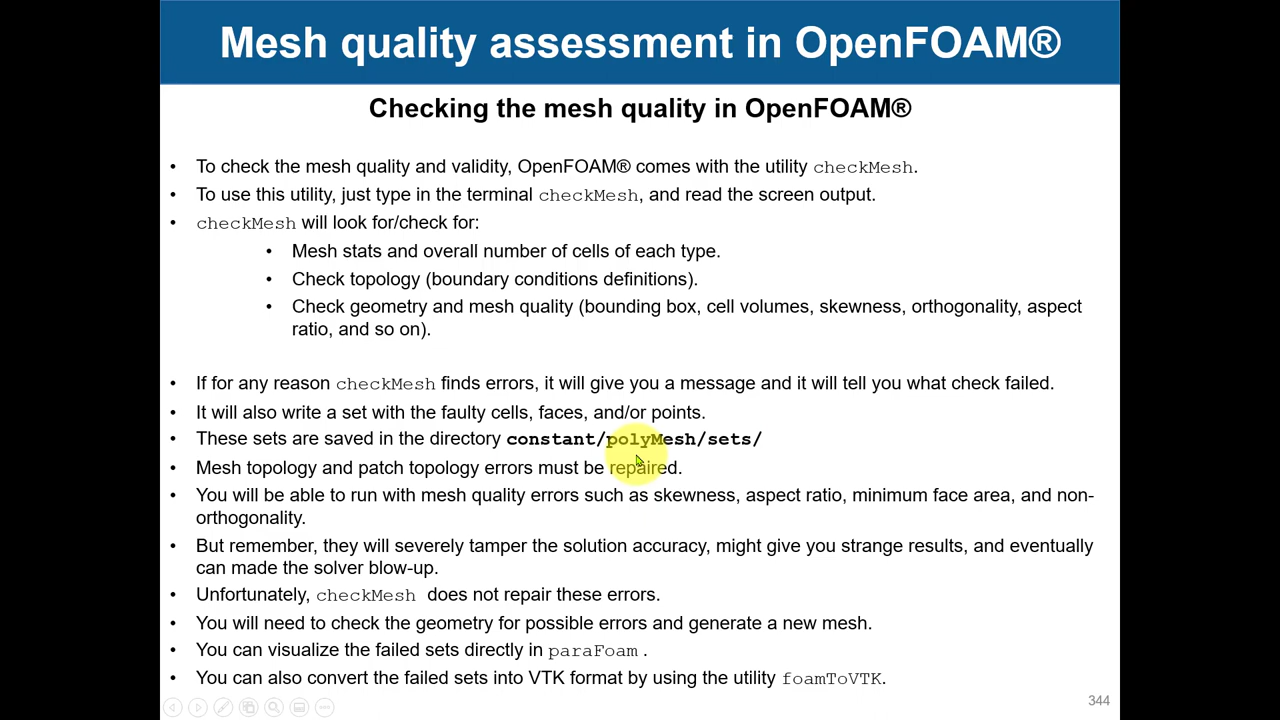 Mesh quality assessment in OpenFOAM®
Checking the mesh quality in OpenFOAM®
• To check the mesh quality and validity, OpenFOAM® comes with the utility checkMesh.
• To use this utility, just type in the terminal checkMesh, and read the screen output.
• checkMesh will look for/check for:
• Mesh stats and overall number of cells of each type.
• Check topology (boundary conditions definitions).
• Check geometry and mesh quality (bounding box, cell volumes, skewness, orthogonality, aspect
ratio, and so on).
• If for any reason checkMesh finds errors, it will give you a message and it will tell you what check failed.
• It will also write a set with the faulty cells, faces, and/or points.
• These sets are saved in the directory constant/polyMesh/sets/
• Mesh topology and patch topology errors must be repaired.
• You will be able to run with mesh quality errors such as skewness, aspect ratio, minimum face area, and non-
orthogonality.
• But remember, they will severely tamper the solution accuracy, might give you strange results, and eventually
can made the solver blow-up.
• Unfortunately, checkMesh does not repair these errors.
• You will need to check the geometry for possible errors and generate a new mesh.
• You can visualize the failed sets directly in paraFoam .
• You can also convert the failed sets into VTK format by using the utility foamToVTK.
344